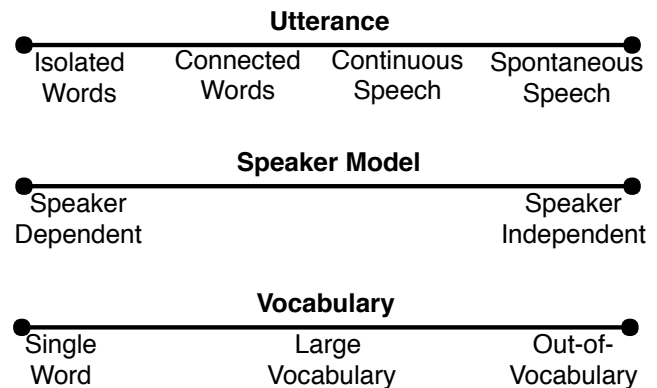 Utterance
Isolated Connected Continuous Spontaneous
Words Words Speech Speech
Speaker Model
Speaker Speaker
Dependent Independent
Vocabulary
Single Large Out-of-
Word Vocabulary Vocabulary